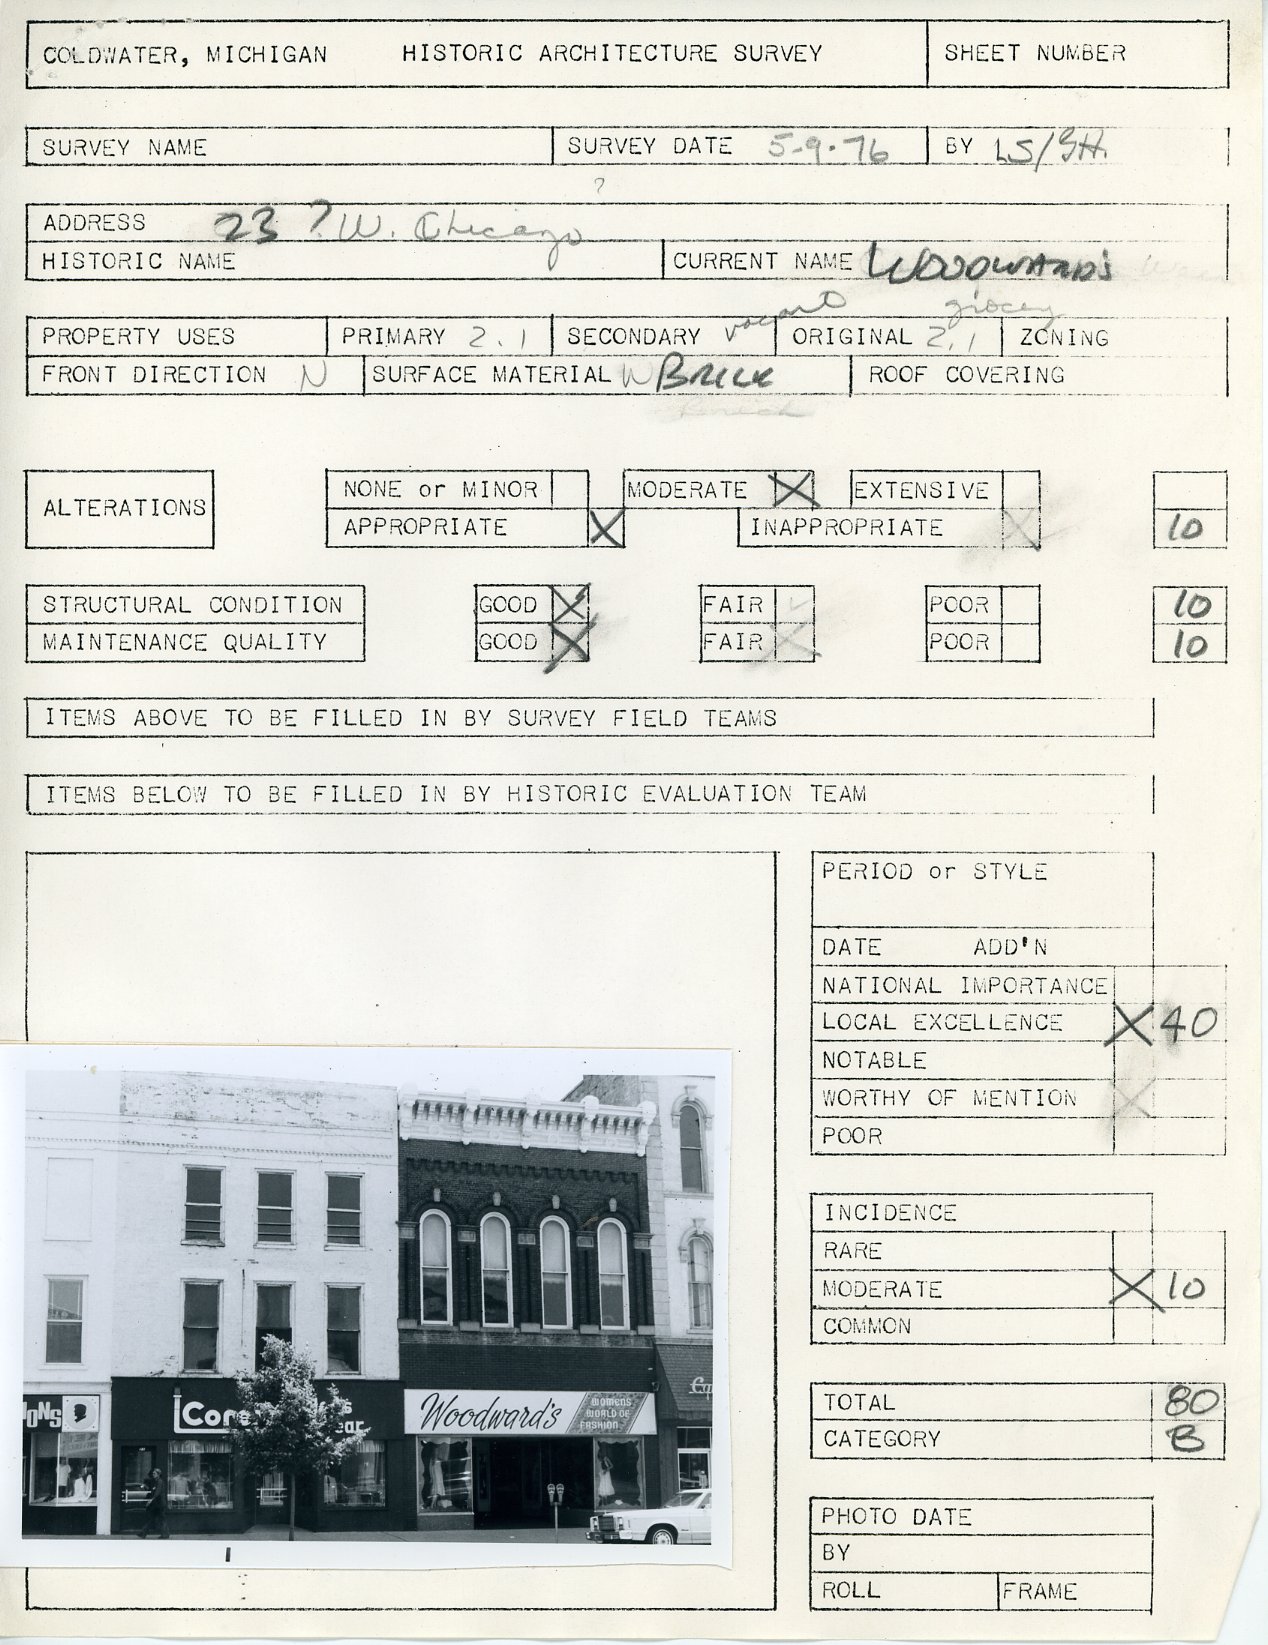 COLDWATER, MICHIGAN HISTORIC ARCHITECTURE SURVEY SHEET NUMBER
SURVEY NAME SURVEY DATE 5-9-76 BY LS/GH.
?
ADDRESS 23 ? W. Chicago
HISTORIC NAME CURRENT NAME WOODWARD'S
vacant grocery
PROPERTY USES PRIMARY 2.1 SECONDARY ORIGINAL 2.1 ZONING
FRONT DIRECTION N SURFACE MATERIAL W BRICK ROOF COVERING
ALTERATIONS NONE or MINOR MODERATE X EXTENSIVE
APPROPRIATE X INAPPROPRIATE X 10
STRUCTURAL CONDITION GOOD X FAIR ✓ POOR 10
MAINTENANCE QUALITY GOOD X FAIR X POOR 10
ITEMS ABOVE TO BE FILLED IN BY SURVEY FIELD TEAMS
ITEMS BELOW TO BE FILLED IN BY HISTORIC EVALUATION TEAM
PERIOD or STYLE
DATE ADD'N
NATIONAL IMPORTANCE
LOCAL EXCELLENCE X 40
NOTABLE
WORTHY OF MENTION X
POOR
INCIDENCE
RARE
MODERATE X 10
COMMON
TOTAL 80
CATEGORY B
PHOTO DATE
BY
ROLL FRAME
Woodward's
WOMENS
WORLD OF
FASHION